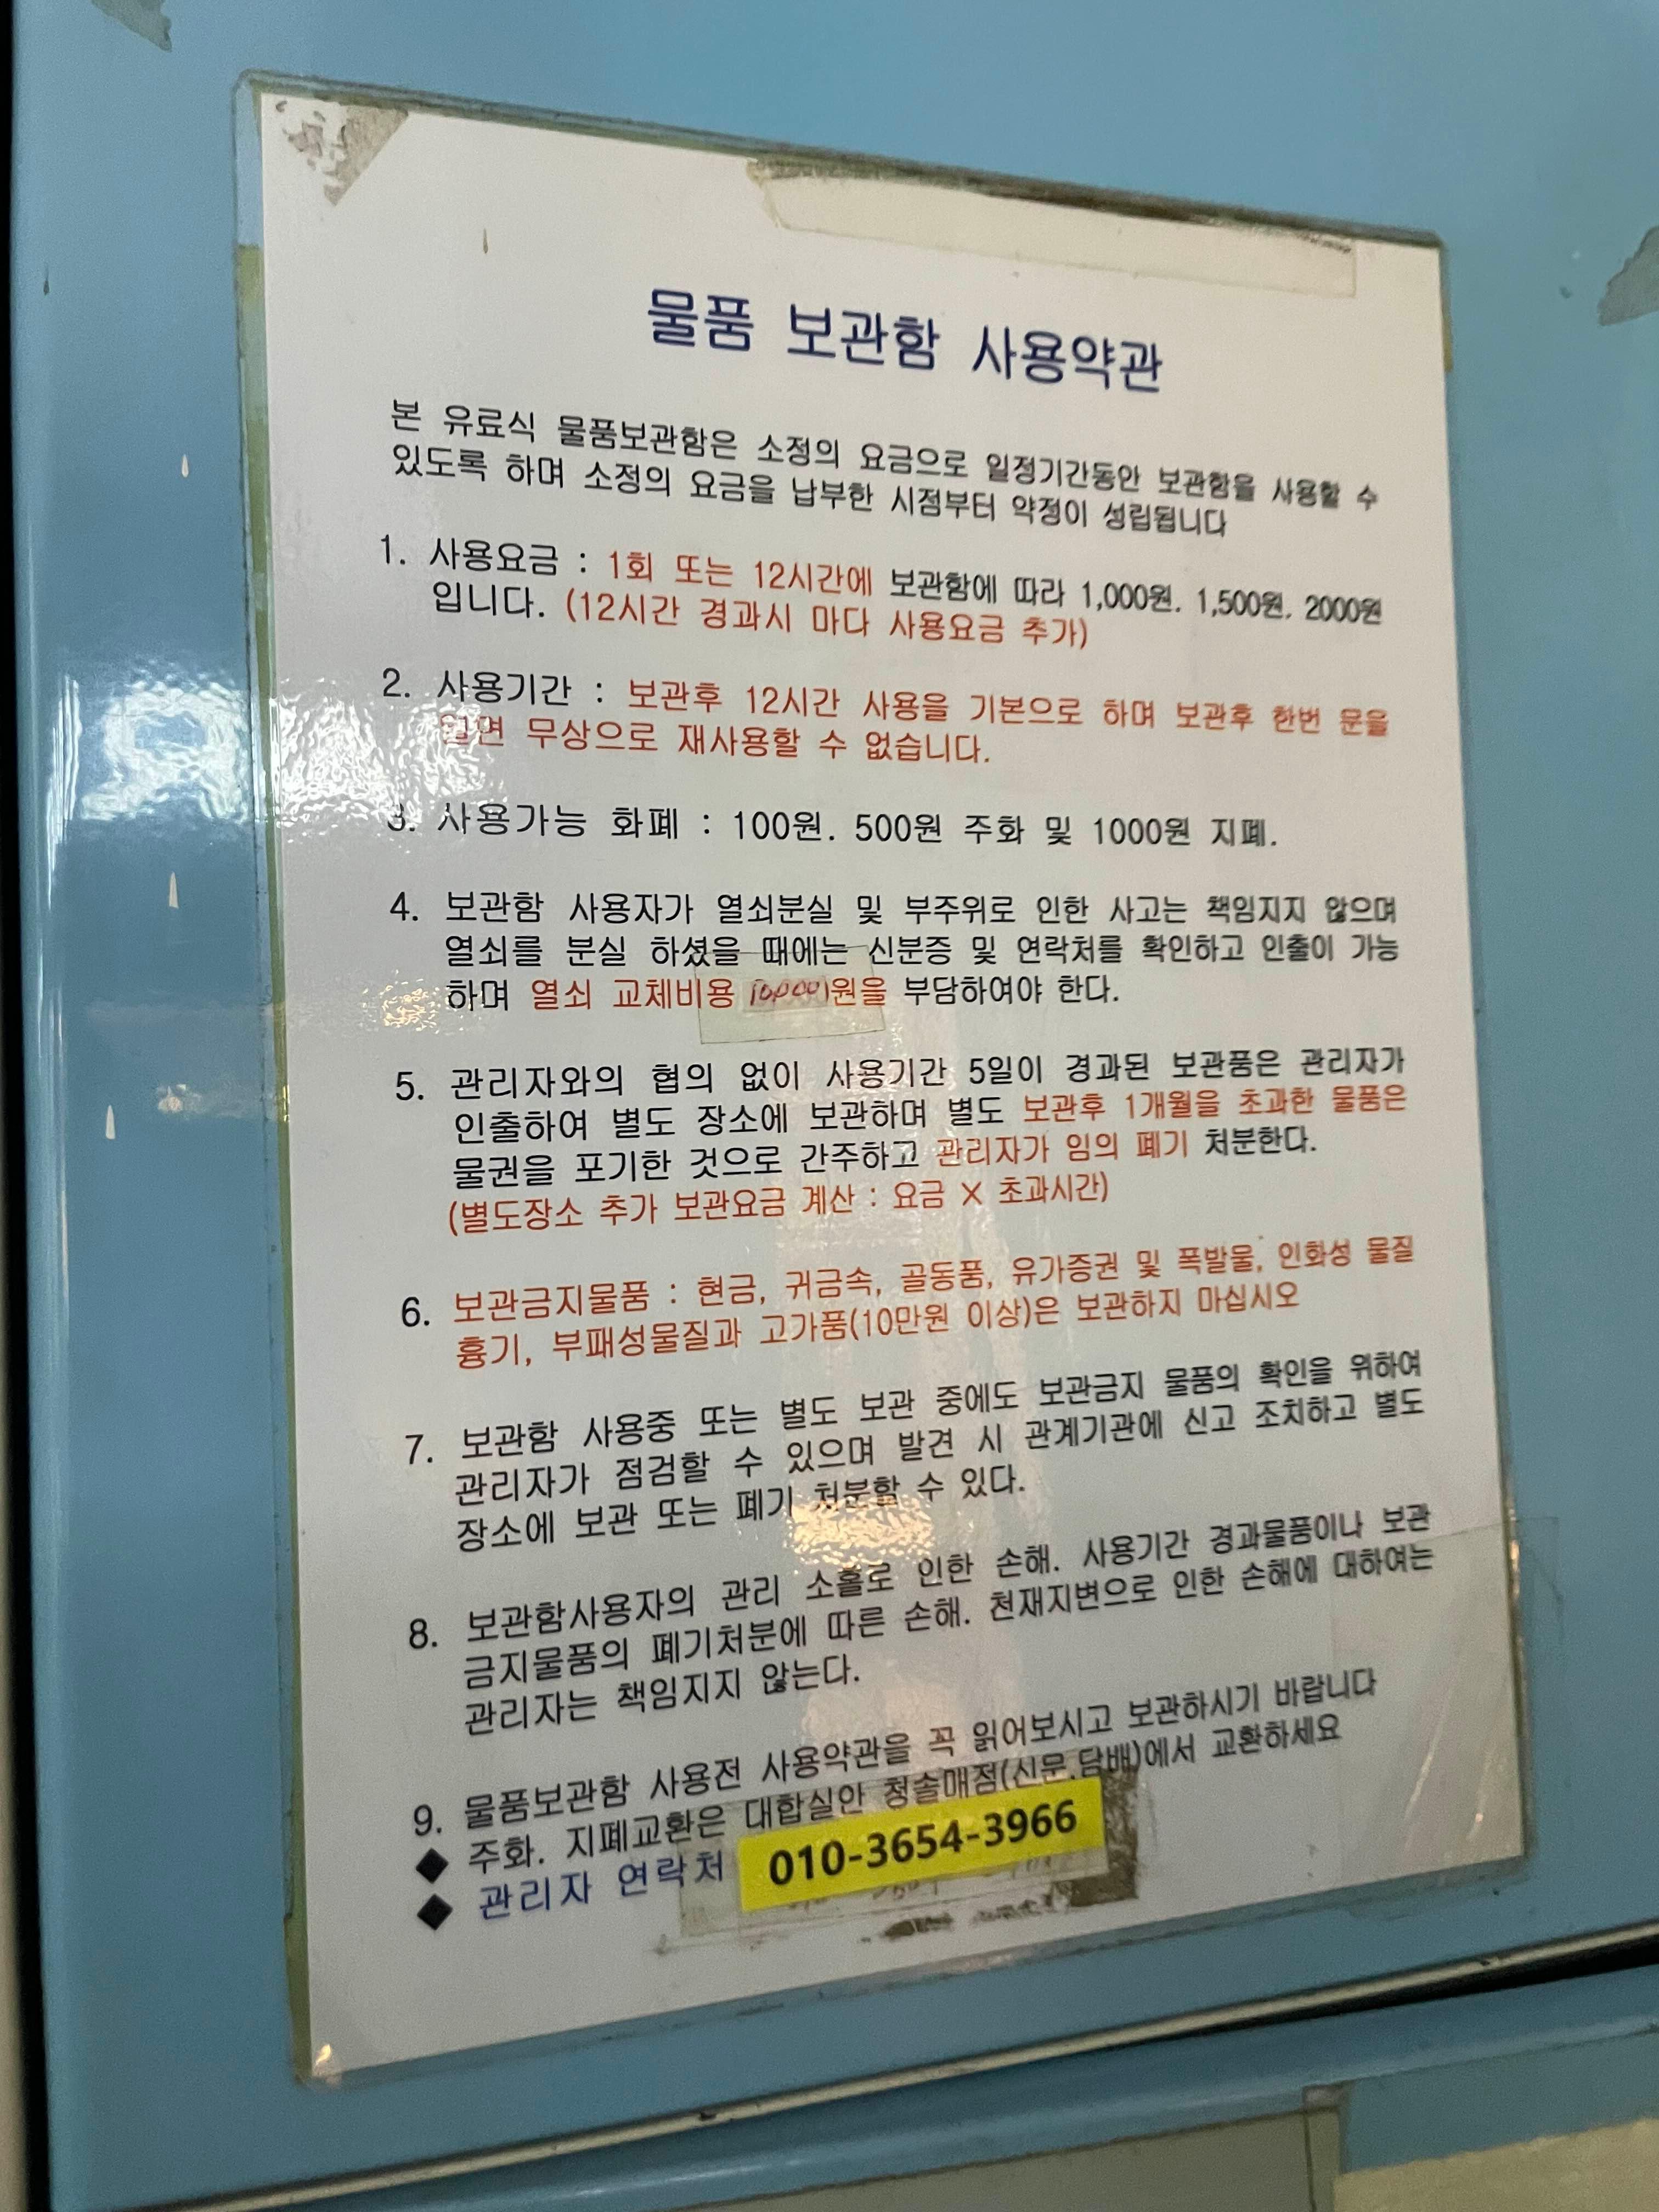 물품 보관함 사용약관
본 유료식 물품보관함은 소정의 요금으로 일정기간동안 보관함을 사용할 수
있도록 하며 소정의 요금을 납부한 시점부터 약정이 성립됩니다
1. 사용요금 : 1회 또는 12시간에 보관함에 따라 1,000원. 1,500원. 2000원
입니다. (12시간 경과시 마다 사용요금 추가)
2. 사용기간 : 보관후 12시간 사용을 기본으로 하며 보관후 한번 문을
열면 무상으로 재사용할 수 없습니다.
3. 사용가능 화폐 : 100원. 500원 주화 및 1000원 지폐.
4. 보관함 사용자가 열쇠분실 및 부주위로 인한 사고는 책임지지 않으며
열쇠를 분실 하셨을 때에는 신분증 및 연락처를 확인하고 인출이 가능
하며 열쇠 교체비용 원을 부담하여야 한다.
5. 관리자와의 협의 없이 사용기간 5일이 경과된 보관품은 관리자가
인출하여 별도 장소에 보관하며 별도 보관후 1개월을 초과한 물품은
물권을 포기한 것으로 간주하고 관리자가 임의 폐기 처분한다.
(별도장소 추가 보관요금 계산 : 요금 X 초과시간)
6. 보관금지물품 : 현금, 귀금속, 골동품, 유가증권 및 폭발물, 인화성 물질
흉기, 부패성물질과 고가품(10만원 이상)은 보관하지 마십시오
7. 보관함 사용중 또는 별도 보관 중에도 보관금지 물품의 확인을 위하여
관리자가 점검할 수 있으며 발견 시 관계기관에 신고 조치하고 별도
장소에 보관 또는 폐기 처분할 수 있다.
8. 보관함사용자의 관리 소홀로 인한 손해. 사용기간 경과물품이나 보관
금지물품의 폐기처분에 따른 손해. 천재지변으로 인한 손해에 대하여는
관리자는 책임지지 않는다.
9. 물품보관함 사용전 사용약관을 꼭 읽어보시고 보관하시기 바랍니다
◆ 주화. 지폐교환은 대합실안 청솔매점(신문.담배)에서 교환하세요
◆ 관리자 연락처 010-3654-3966